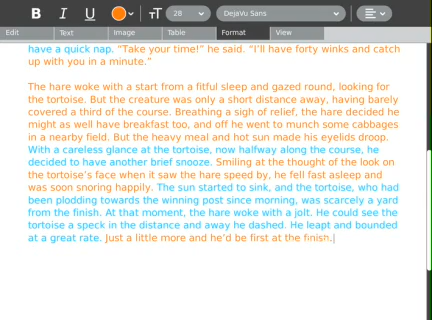 B I U TT 28 DejaVu Sans
Edit Text Image Table Format View
have a quick nap. “Take your time!” he said. “I’ll have forty winks and catch
up with you in a minute.”
The hare woke with a start from a fitful sleep and gazed round, looking for
the tortoise. But the creature was only a short distance away, having barely
covered a third of the course. Breathing a sigh of relief, the hare decided he
might as well have breakfast too, and off he went to munch some cabbages
in a nearby field. But the heavy meal and hot sun made his eyelids droop.
With a careless glance at the tortoise, now halfway along the course, he
decided to have another brief snooze. Smiling at the thought of the look on
the tortoise’s face when it saw the hare speed by, he fell fast asleep and
was soon snoring happily. The sun started to sink, and the tortoise, who had
been plodding towards the winning post since morning, was scarcely a yard
from the finish. At that moment, the hare woke with a jolt. He could see the
tortoise a speck in the distance and away he dashed. He leapt and bounded
at a great rate. Just a little more and he’d be first at the finish.